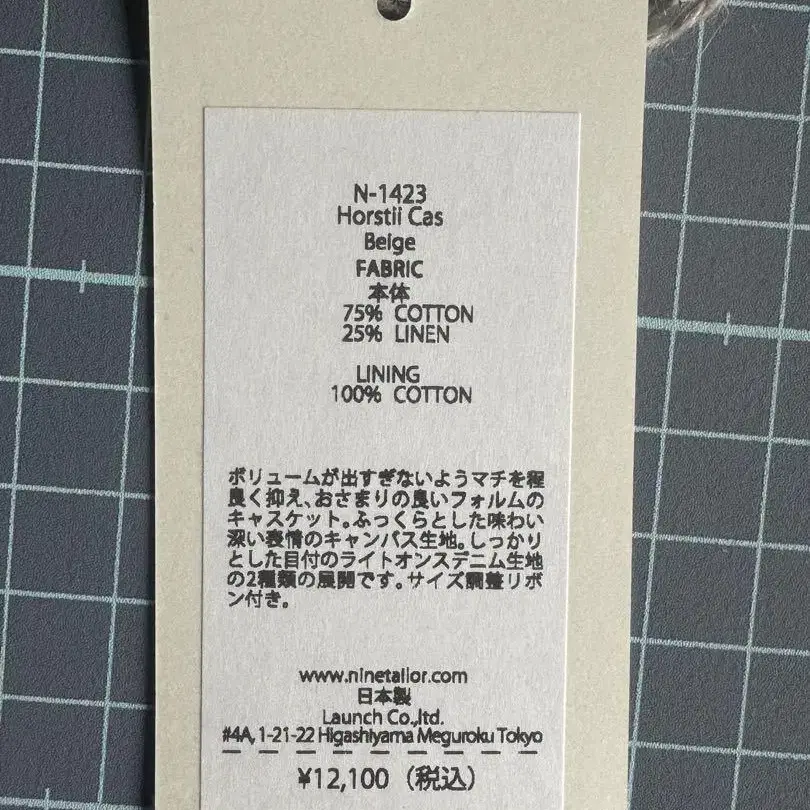 N-1423
Horstii Cas
Beige
FABRIC
本体
75% COTTON
25% LINEN
LINING
100% COTTON
ボリュームが出すぎないようマチを程
良く抑え、おさまりの良いフォルムの
キャスケット。ふっくらとした味わい
深い表情のキャンバス生地。しっかり
とした目付のライトオンスデニム生地
の2種類の展開です。サイズ調整リボ
ン付き。
www.ninetailor.com
日本製
Launch Co.,ltd.
#4A, 1-21-22 Higashiyama Meguroku Tokyo
¥12,100（税込）